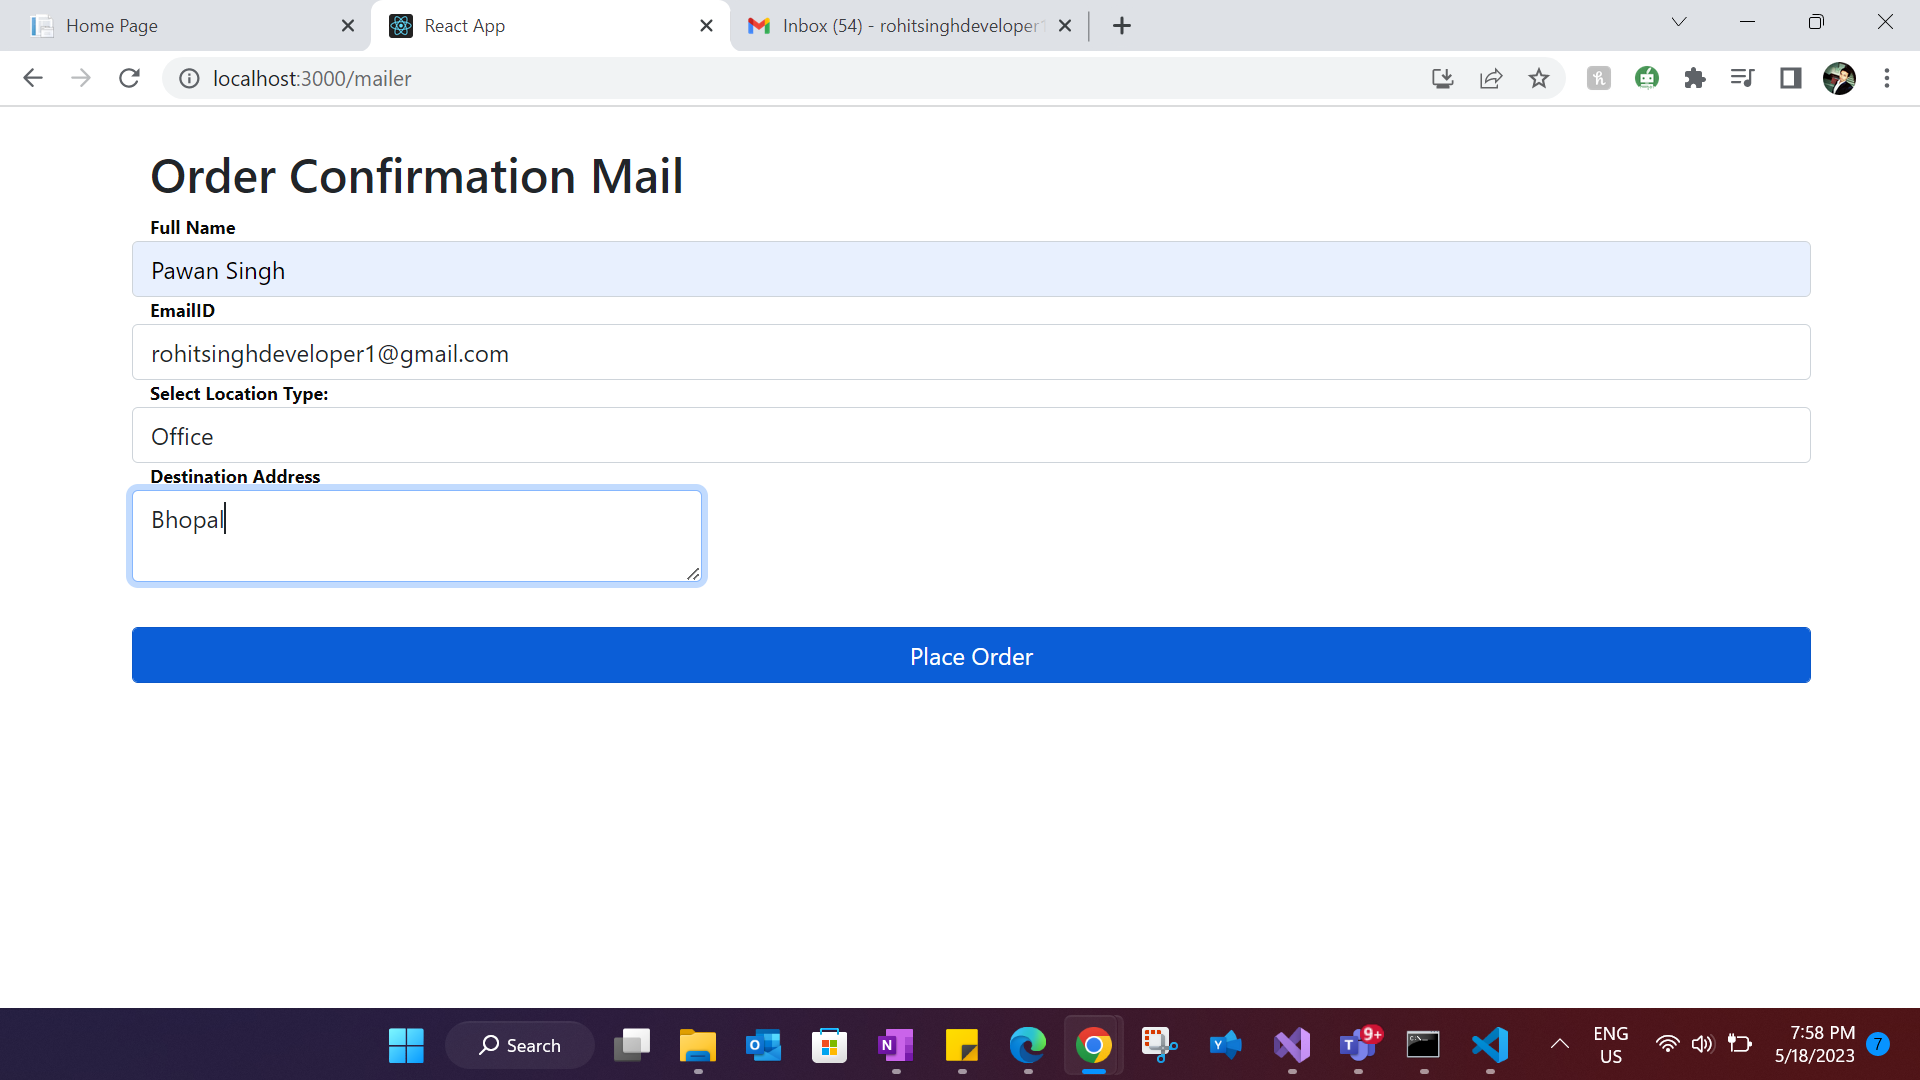 Home Page
React App
Inbox (54) - rohitsinghdeveloper1
localhost:3000/mailer
Order Confirmation Mail
Full Name
Pawan Singh
EmailID
rohitsinghdeveloper1@gmail.com
Select Location Type:
Office
Destination Address
Bhopal
Place Order
Search
9+
ENG
US
7:58 PM
5/18/2023
7